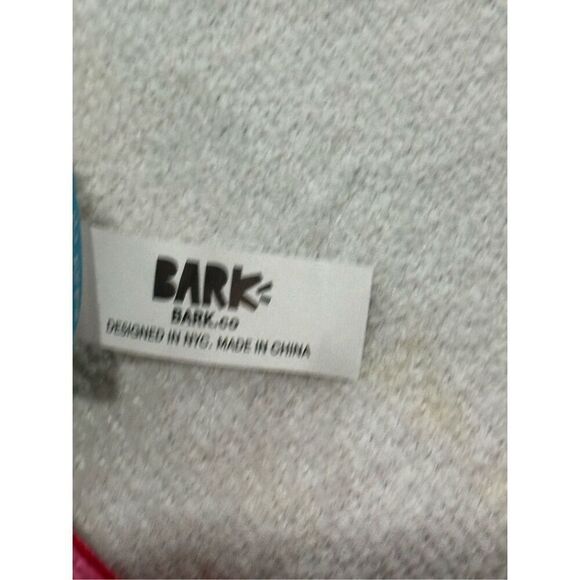 BARK
BARK.co
DESIGNED IN NYC. MADE IN CHINA